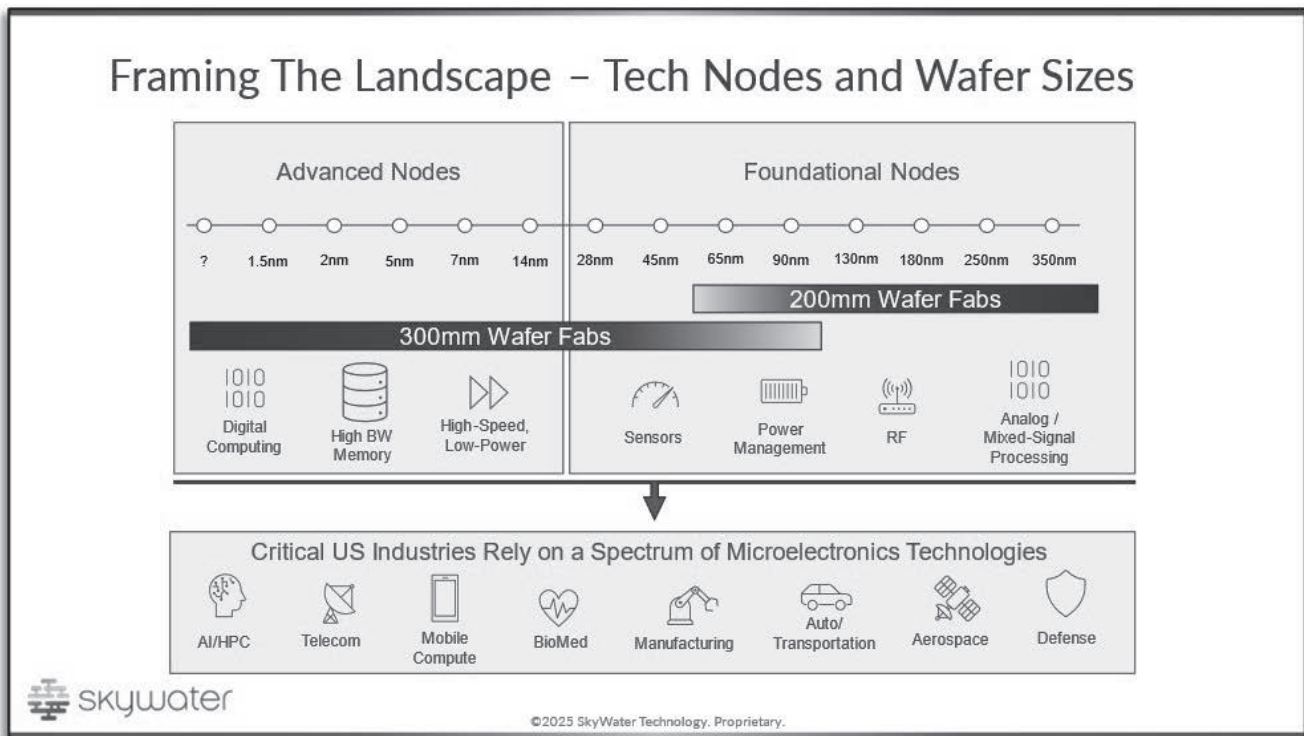 Framing The Landscape – Tech Nodes and Wafer Sizes
Advanced Nodes
Foundational Nodes
? 1.5nm 2nm 5nm 7nm 14nm 28nm 45nm 65nm 90nm 130nm 180nm 250nm 350nm
200mm Wafer Fabs
300mm Wafer Fabs
1010
1010
Digital
Computing
High BW
Memory
High-Speed,
Low-Power
Sensors
Power
Management
RF
1010
1010
Analog /
Mixed-Signal
Processing
Critical US Industries Rely on a Spectrum of Microelectronics Technologies
AI/HPC
Telecom
Mobile
Compute
BioMed
Manufacturing
Auto/
Transportation
Aerospace
Defense
skywater
©2025 SkyWater Technology. Proprietary.